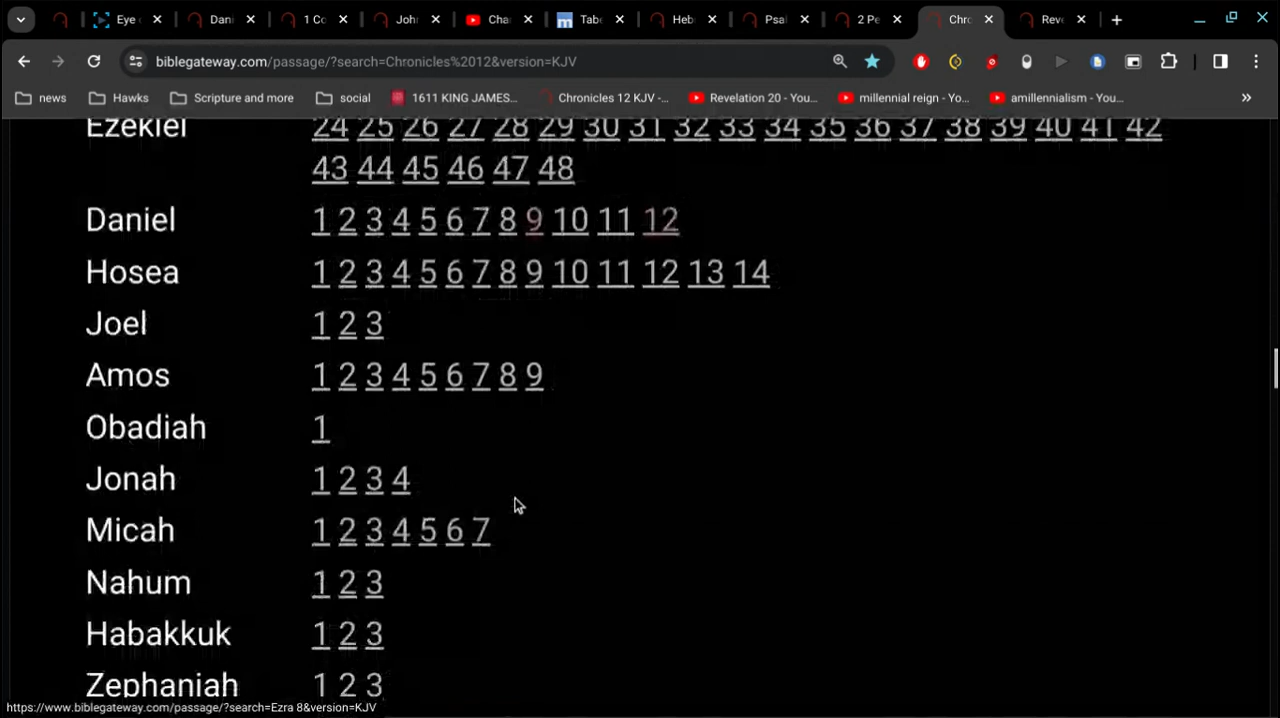 Eye
Dani
1 Co
Joh
Cha
Tabe
Heb
Psal
2 Pe
Chro
Reve
biblegateway.com/passage/?search=Chronicles%2012&version=KJV
news
Hawks
Scripture and more
social
1611 KING JAMES...
Chronicles 12 KJV -...
Revelation 20 - You...
millennial reign - Yo...
amillennialism - You...
Ezekiel 24 25 26 27 28 29 30 31 32 33 34 35 36 37 38 39 40 41 42
43 44 45 46 47 48
Daniel 1 2 3 4 5 6 7 8 9 10 11 12
Hosea 1 2 3 4 5 6 7 8 9 10 11 12 13 14
Joel 1 2 3
Amos 1 2 3 4 5 6 7 8 9
Obadiah 1
Jonah 1 2 3 4
Micah 1 2 3 4 5 6 7
Nahum 1 2 3
Habakkuk 1 2 3
Zephaniah 1 2 3
https://www.biblegateway.com/passage/?search=Ezra 8&version=KJV